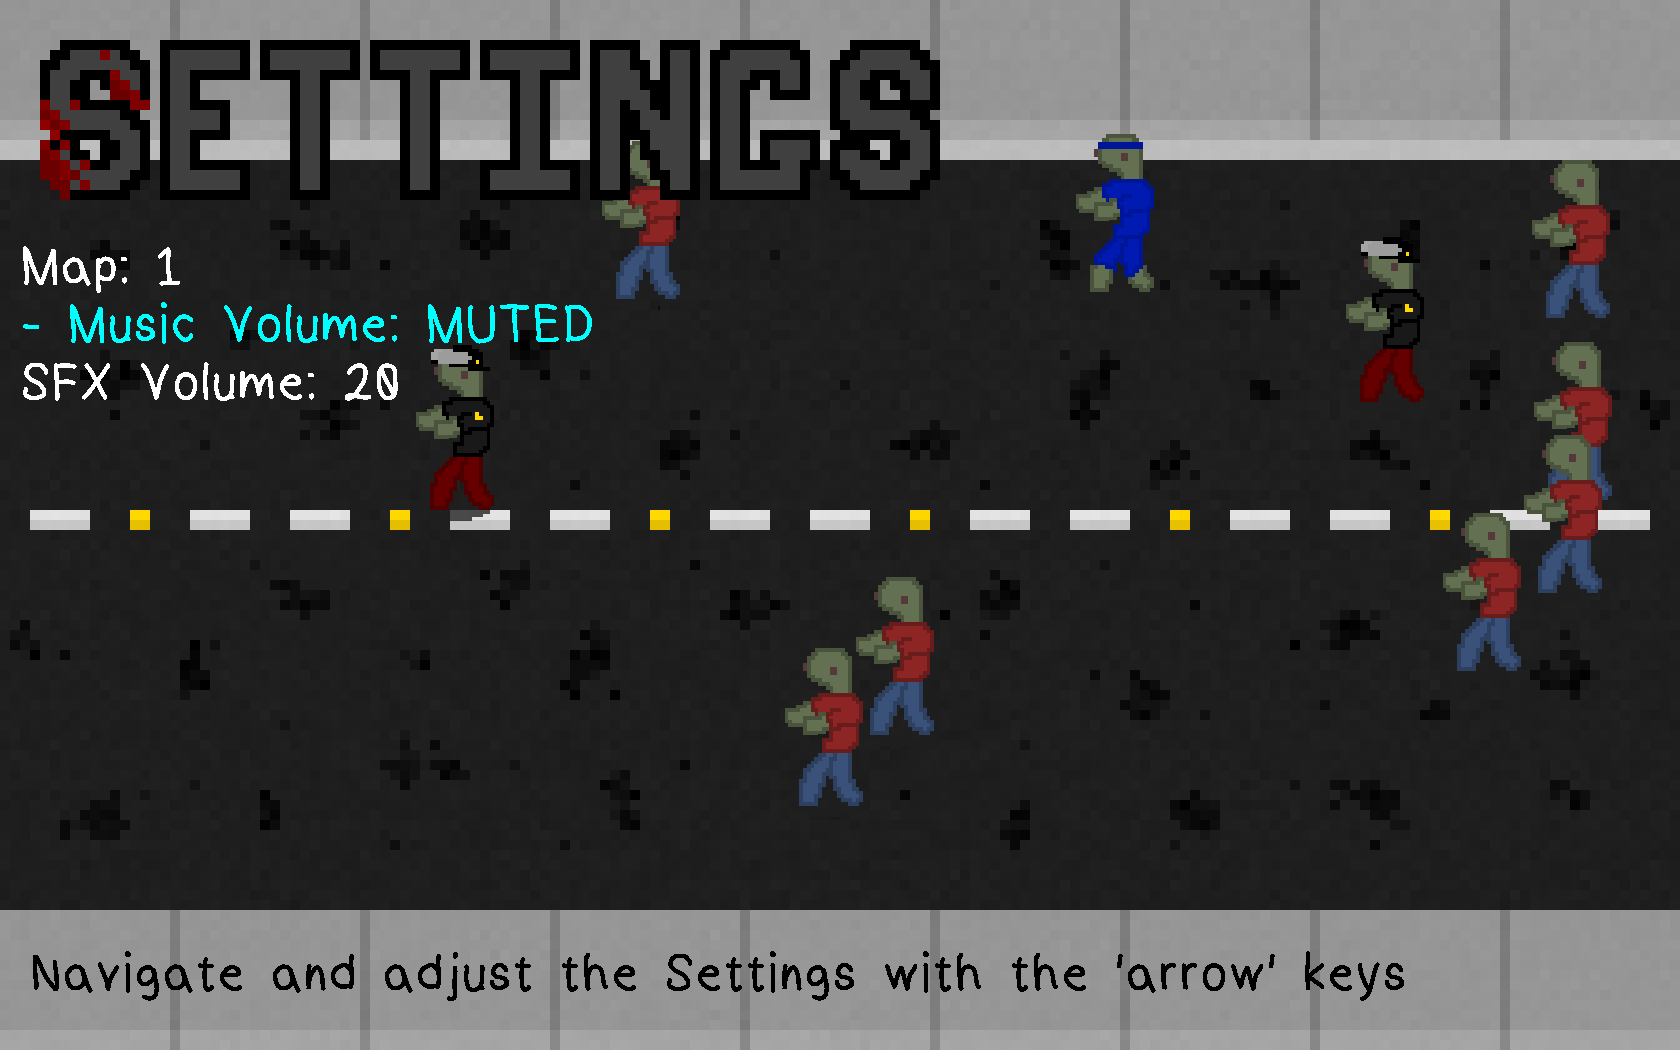 SETTINGS
Map: 1
- Music Volume: MUTED
SFX Volume: 20
Navigate and adjust the Settings with the 'arrow' keys